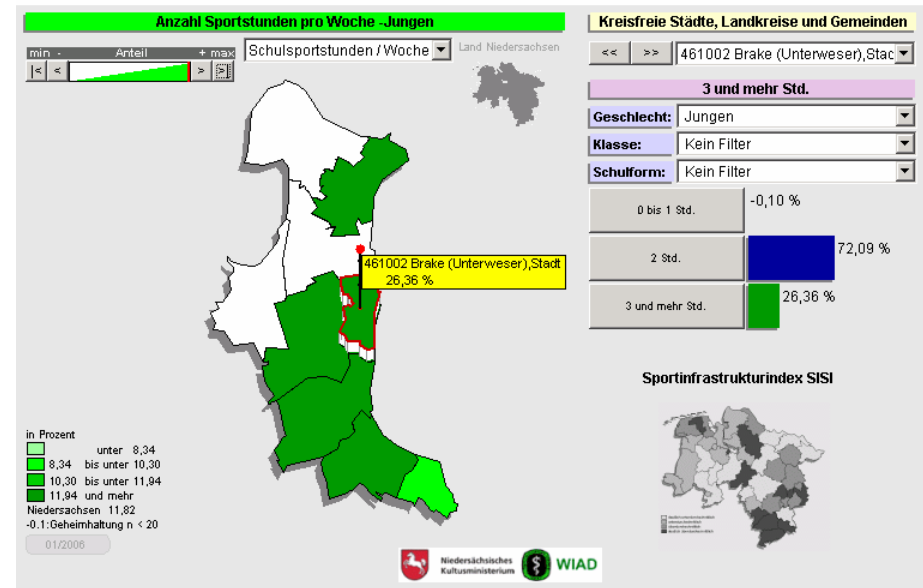 Anzahl Sportstunden pro Woche -Jungen
min - Anteil + max
|< < > >|
Schulsportstunden / Woche
Land Niedersachsen
461002 Brake (Unterweser),Stadt
26,36 %
in Prozent
unter 8,34
8,34 bis unter 10,30
10,30 bis unter 11,94
11,94 und mehr
Niedersachsen 11,82
-0.1:Geheimhaltung n < 20
01/2006
Niedersächsisches
Kultusministerium
WIAD
Kreisfreie Städte, Landkreise und Gemeinden
<< >> 461002 Brake (Unterweser),Stac
3 und mehr Std.
Geschlecht: Jungen
Klasse: Kein Filter
Schulform: Kein Filter
0 bis 1 Std. -0,10 %
2 Std. 72,09 %
3 und mehr Std. 26,36 %
Sportinfrastrukturindex SISI